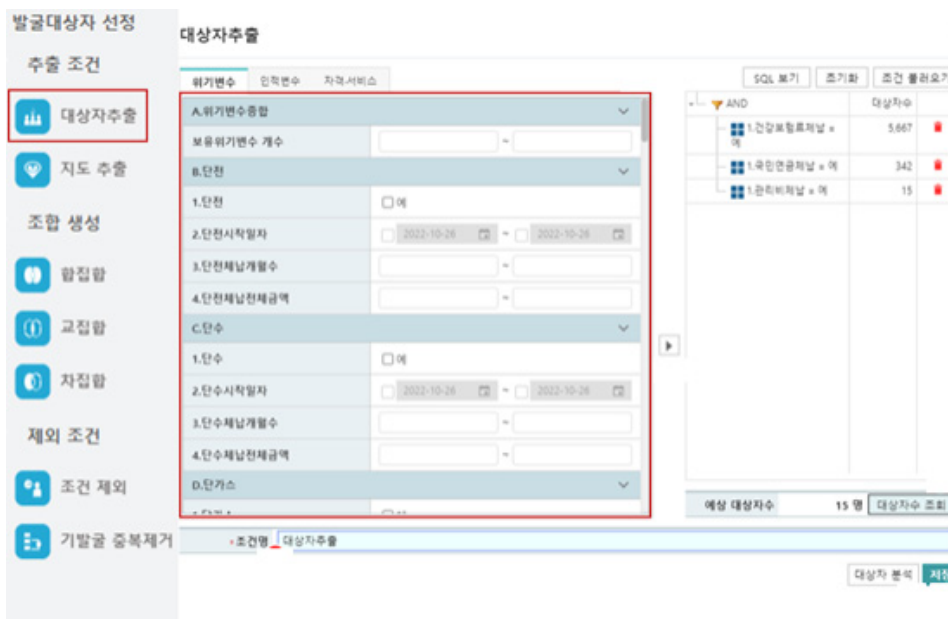 발굴대상자 선정
추출 조건
대상자추출
지도 추출
조합 생성
합집합
교집합
차집합
제외 조건
조건 제외
기발굴 중복제거
대상자추출
위기변수 인적변수 자격서비스
SQL 보기 초기화 조건 불러오기
A.위기변수종합
보유위기변수 개수 ~
B.단전
1.단전 예
2.단전시작일자 2022-10-26 ~ 2022-10-26
3.단전체납개월수 ~
4.단전체납전체금액 ~
C.단수
1.단수 예
2.단수시작일자 2022-10-26 ~ 2022-10-26
3.단수체납개월수 ~
4.단수체납전체금액 ~
D.단가스
AND 대상자수
1.건강보험료체납 = 예 5,667
1.국민연금체납 = 예 342
1.관리비체납 = 예 15
예상 대상자수 15 명 대상자수 조회
조건명 대상자추출
대상자 분석 저장